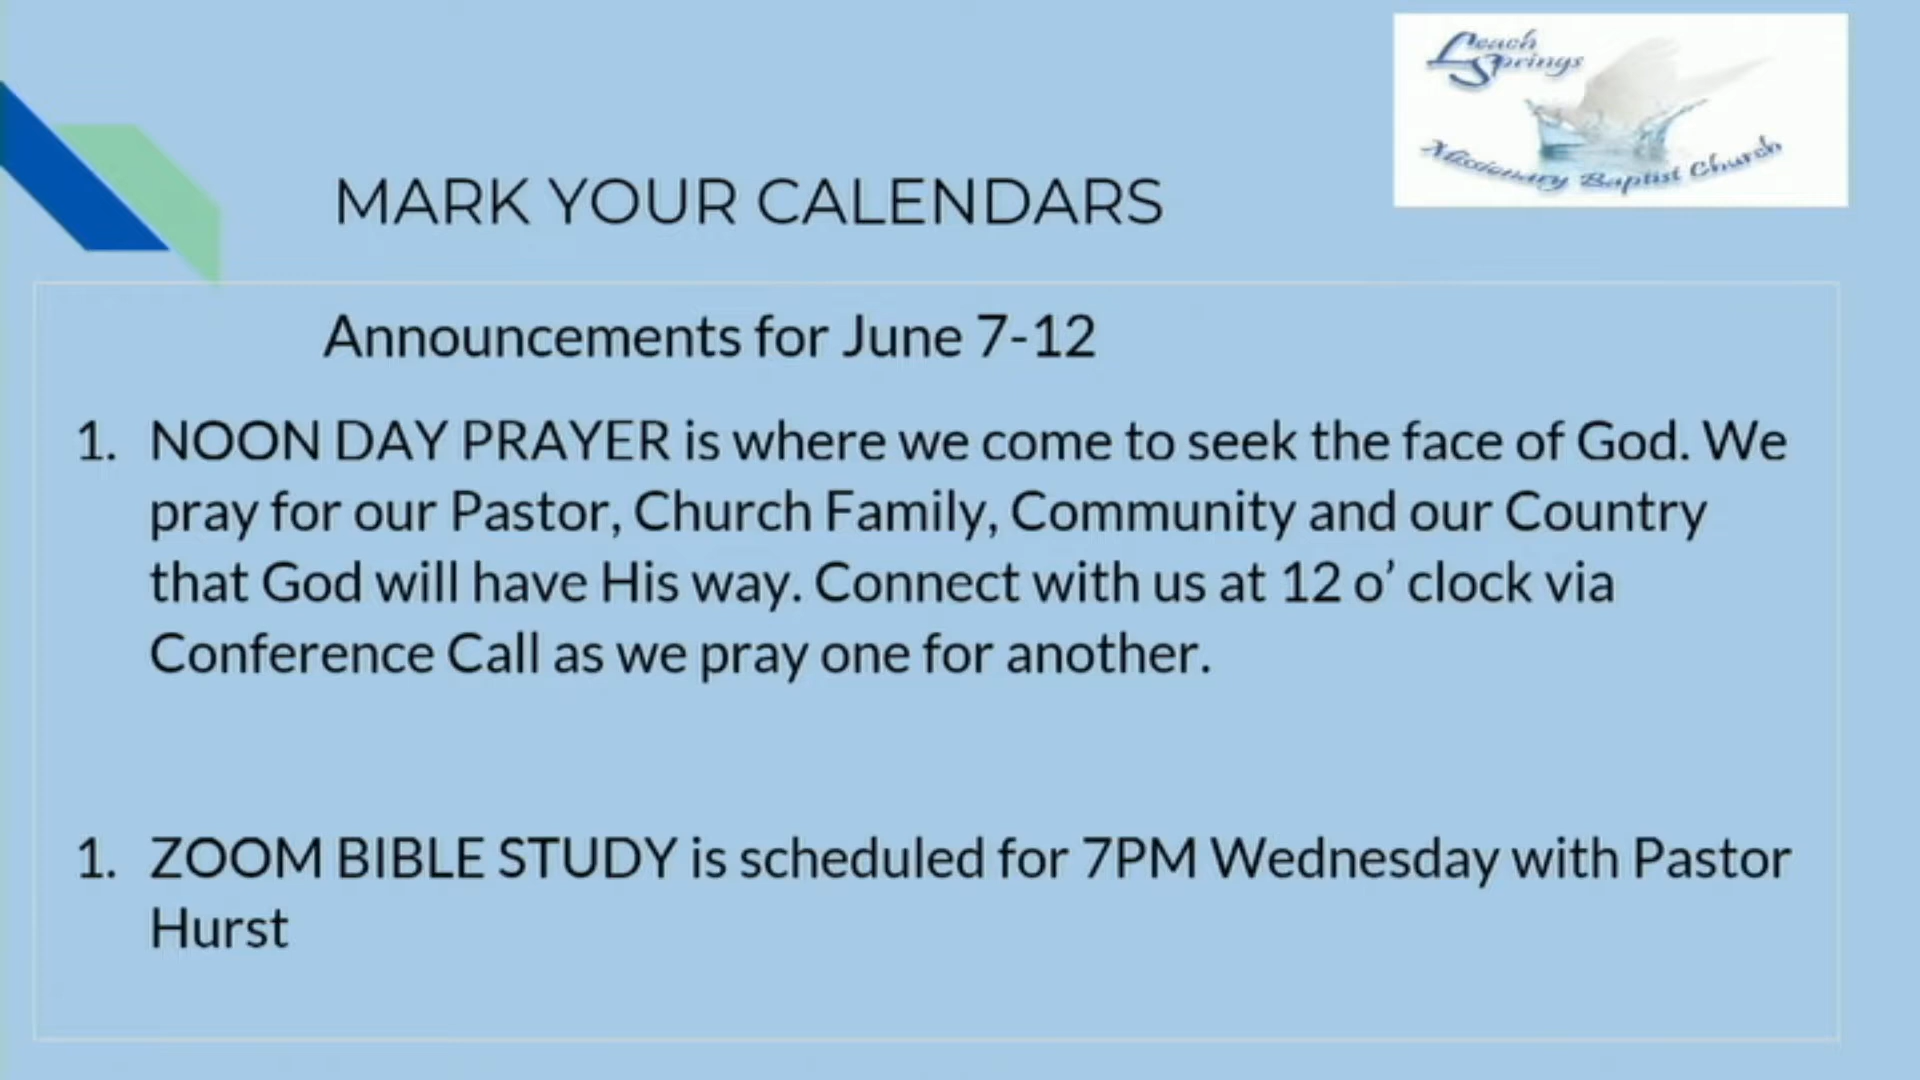 Leach
Springs
Missionary Baptist Church
MARK YOUR CALENDARS
Announcements for June 7-12
1. NOON DAY PRAYER is where we come to seek the face of God. We
pray for our Pastor, Church Family, Community and our Country
that God will have His way. Connect with us at 12 o’ clock via
Conference Call as we pray one for another.
1. ZOOM BIBLE STUDY is scheduled for 7PM Wednesday with Pastor
Hurst